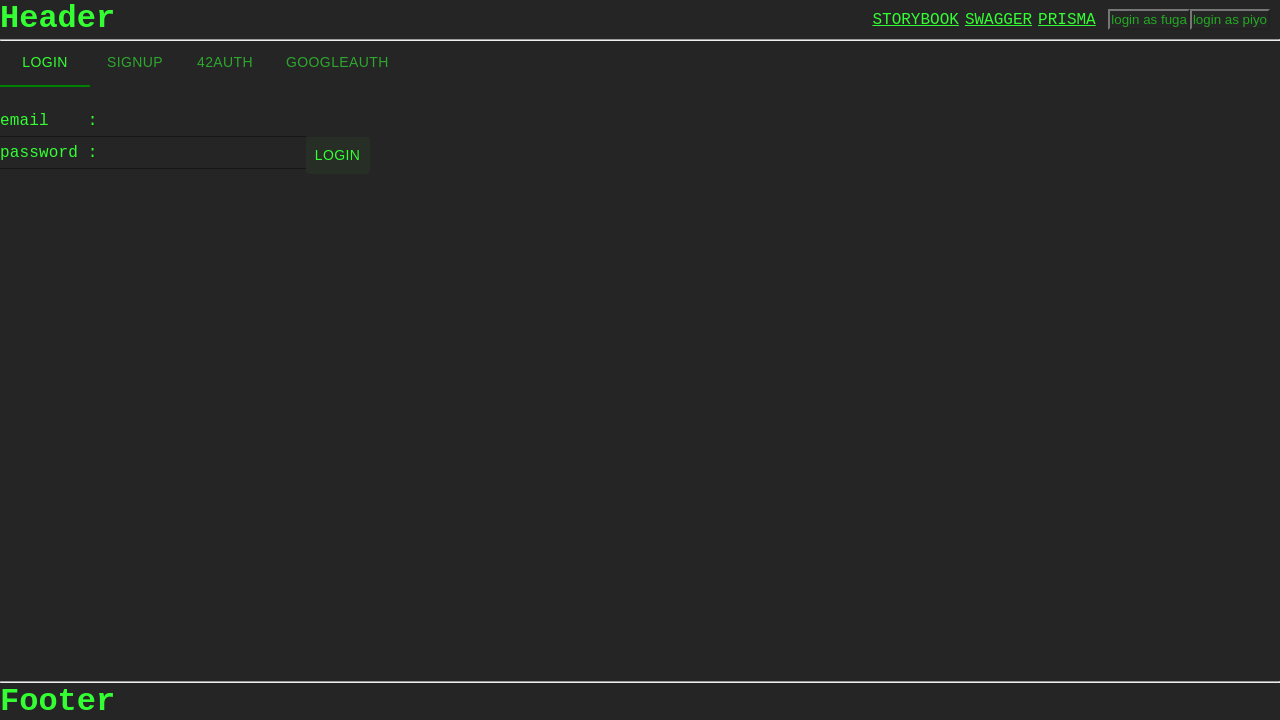 Header STORYBOOK SWAGGER PRISMA login as fuga login as piyo
LOGIN SIGNUP 42AUTH GOOGLEAUTH
email :
password : LOGIN
Footer